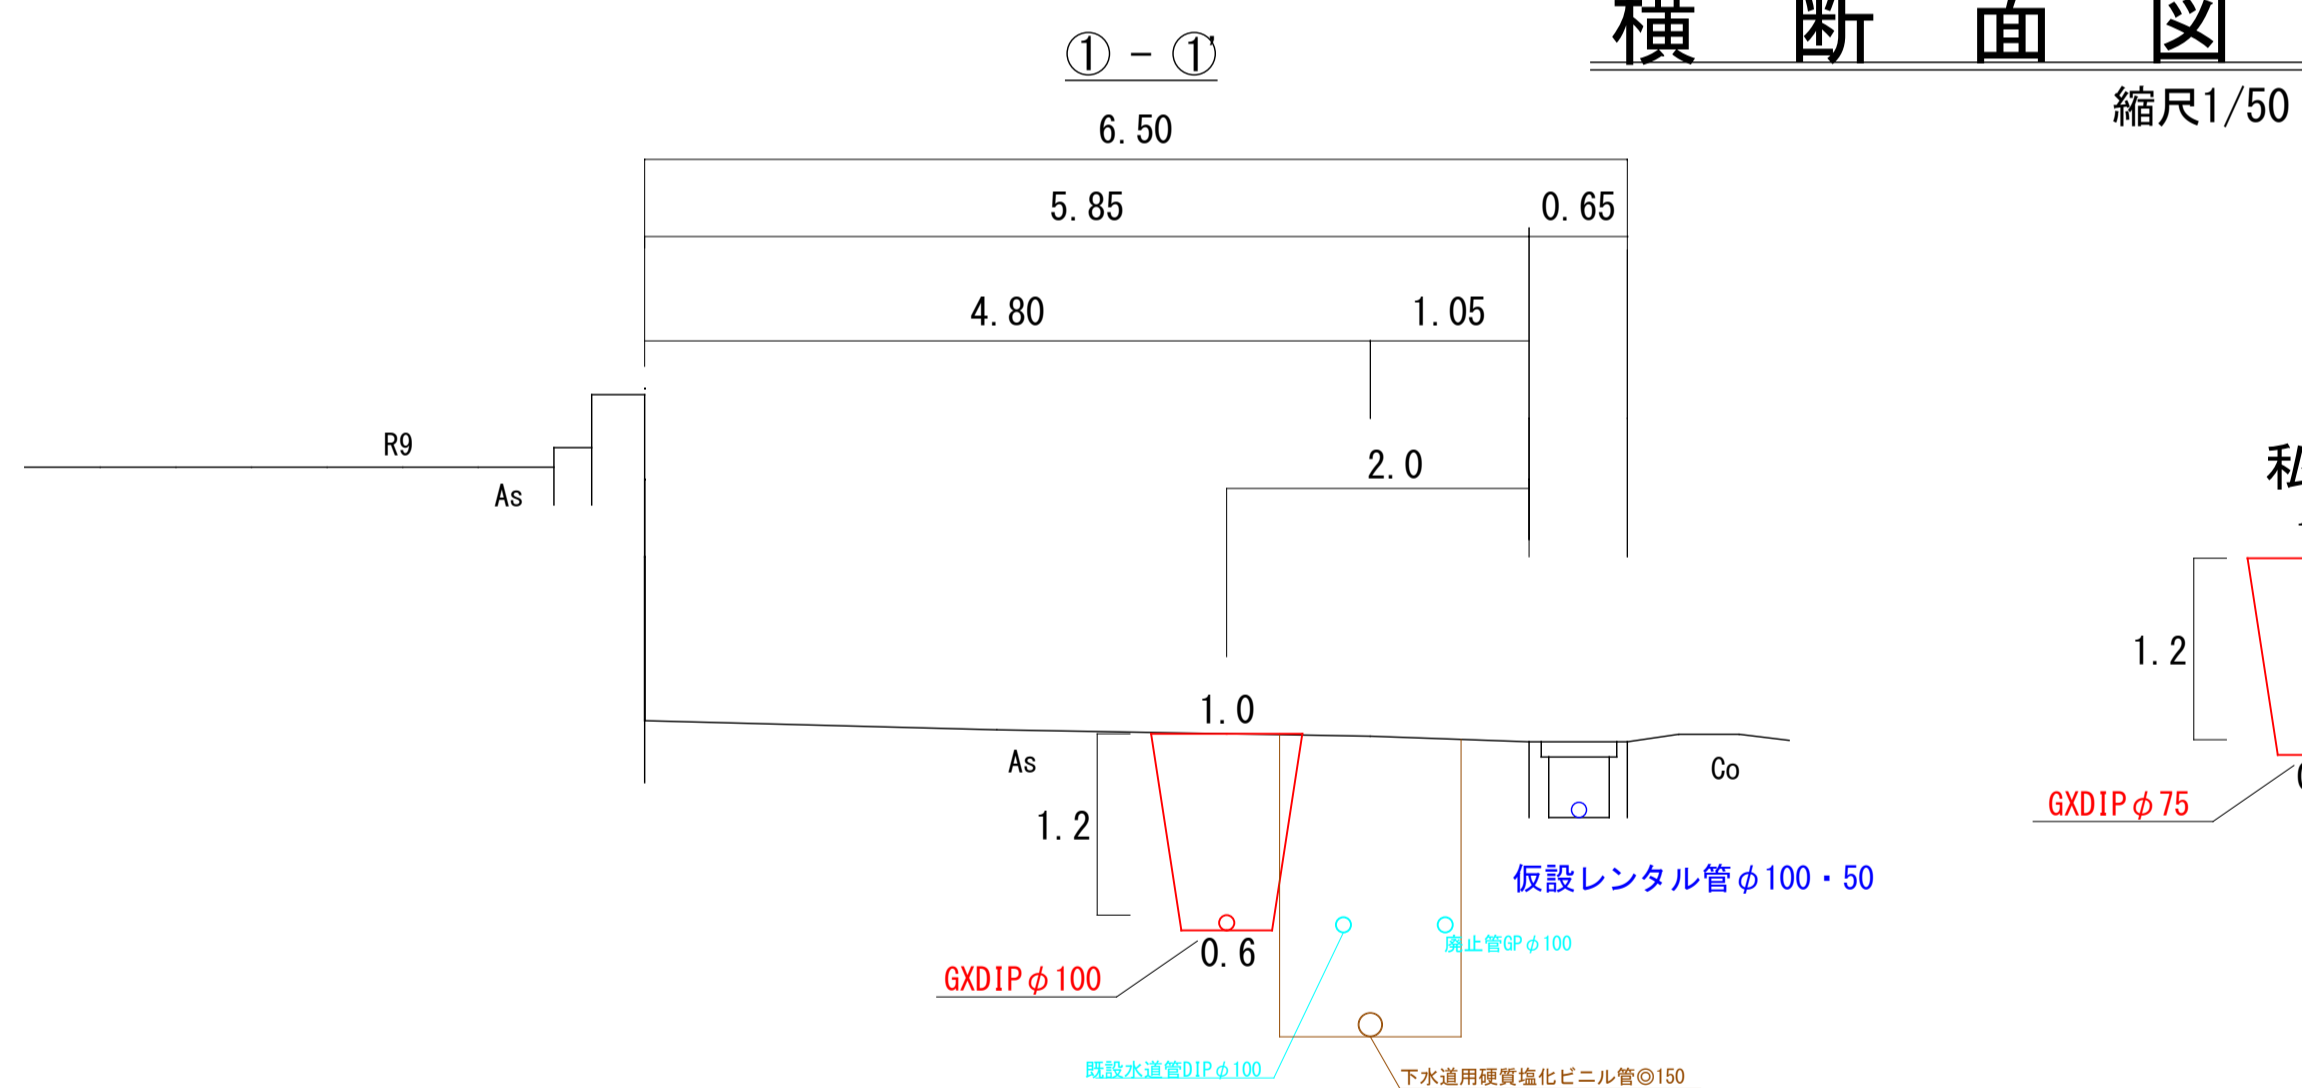 横断面図
①-①'
縮尺1/50
6.50
5.85
0.65
4.80
1.05
R9
2.0
As
私
1.2
1.0
As
Co
GXDIPφ75
1.2
仮設レンタル管φ100・50
0.6
廃止管GPφ100
GXDIPφ100
既設水道管DIPφ100
下水道用硬質塩化ビニル管◎150